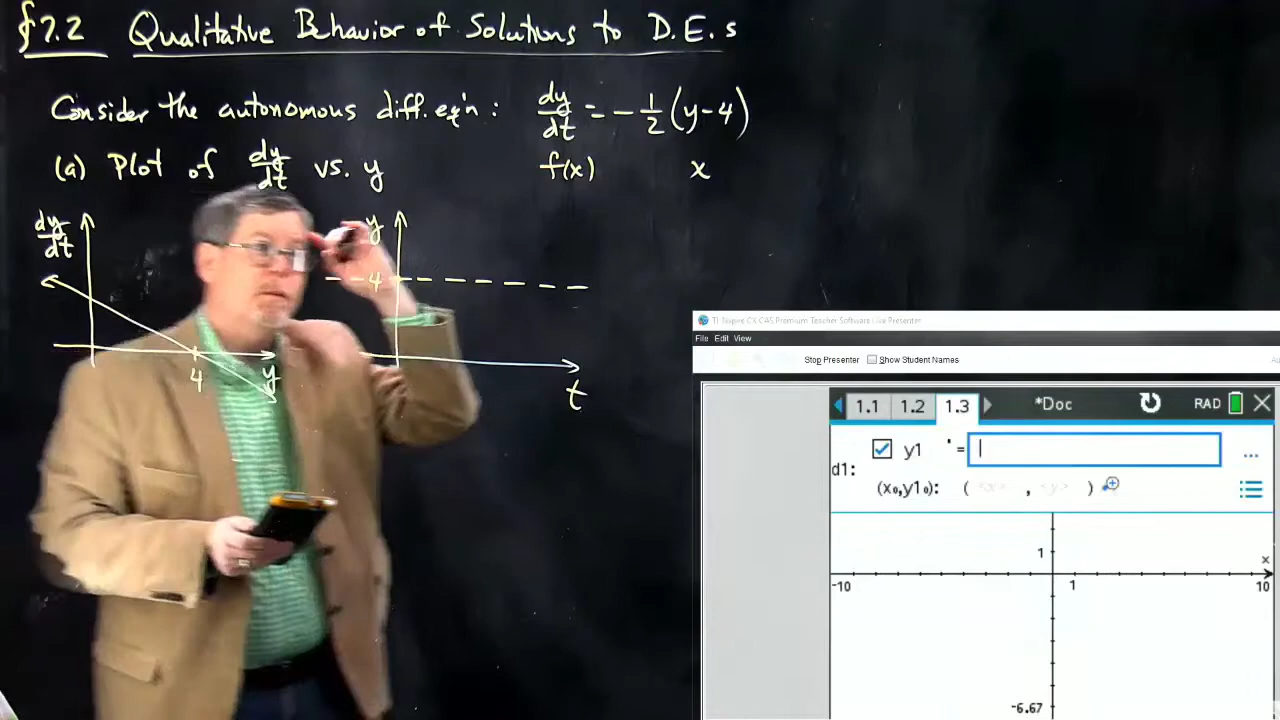 §7.2 Qualitative Behavior of Solutions to D.E.s
Consider the autonomous diff. eq'n: dy/dt = -1/2 (y-4)
(a) Plot of dy/dt vs. y f(x) x
dy/dt
y
4
4
y
t
TI-Nspire CX CAS Premium Teacher Software Live Presenter
File Edit View
Stop Presenter Show Student Names
1.1 1.2 1.3 *Doc RAD
y1 ' =
d1:
(x0,y10): ( <x> , <y> )
1
x
-10 1 10
-6.67